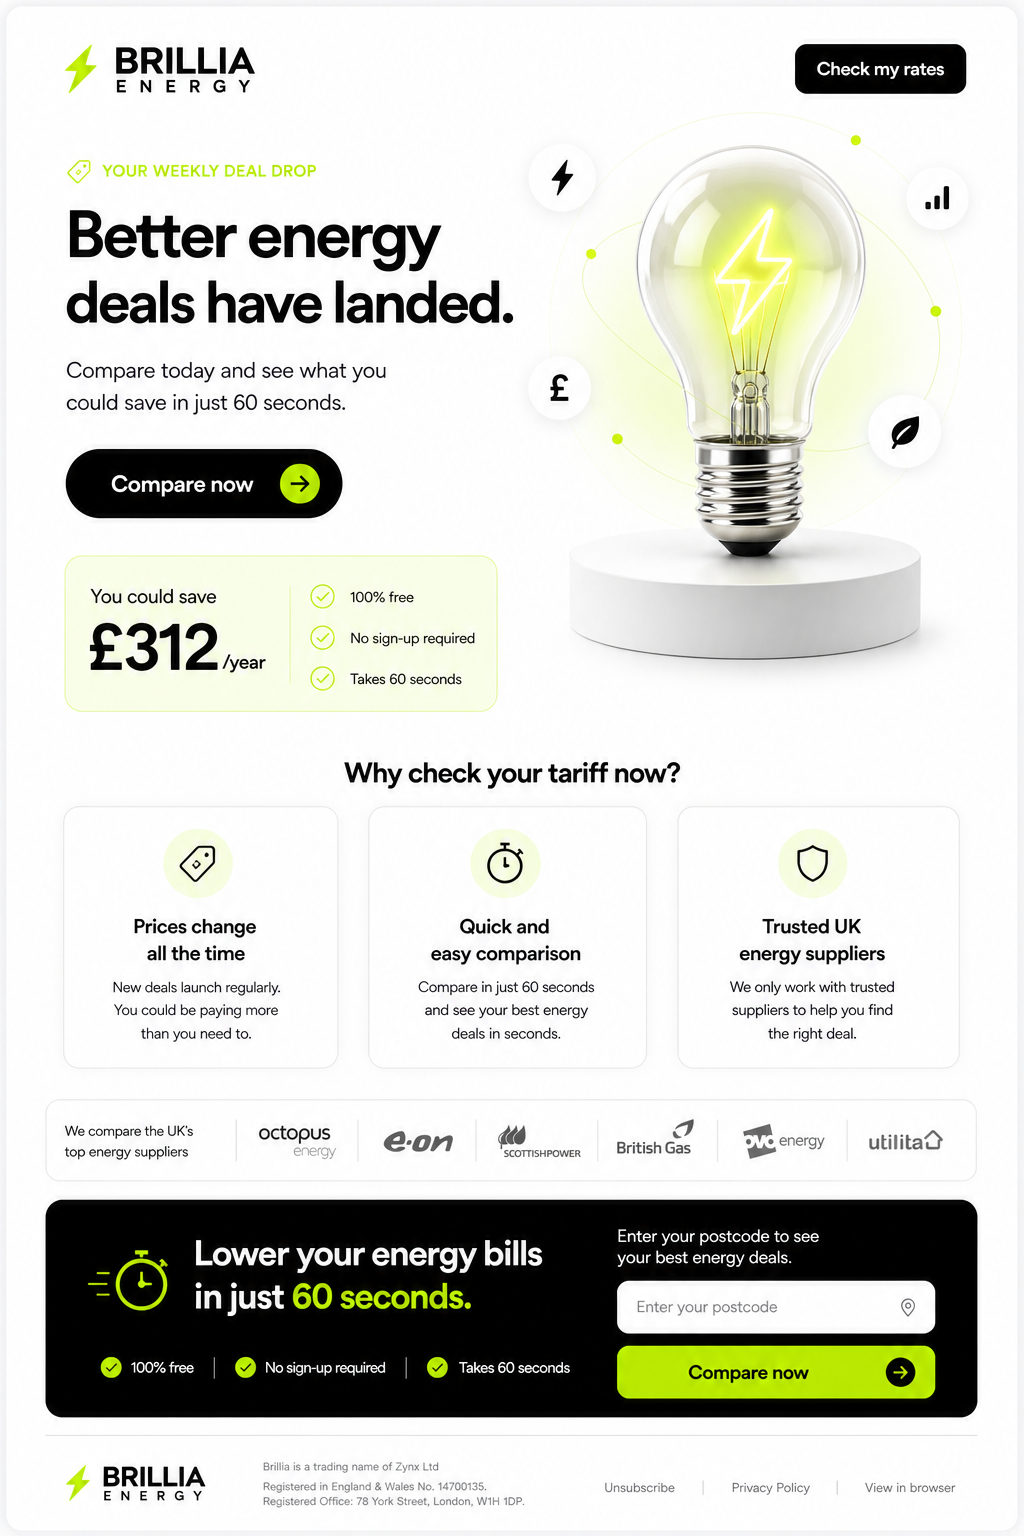 BRILLIA
ENERGY
Check my rates
YOUR WEEKLY DEAL DROP
Better energy
deals have landed.
Compare today and see what you
could save in just 60 seconds.
Compare now
£
You could save
£312/year
100% free
No sign-up required
Takes 60 seconds
Why check your tariff now?
Prices change
all the time
New deals launch regularly.
You could be paying more
than you need to.
Quick and
easy comparison
Compare in just 60 seconds
and see your best energy
deals in seconds.
Trusted UK
energy suppliers
We only work with trusted
suppliers to help you find
the right deal.
We compare the UK's
top energy suppliers
octopus
energy
e·on
SCOTTISHPOWER
British Gas
ovo energy
utilita
Lower your energy bills
in just 60 seconds.
100% free
No sign-up required
Takes 60 seconds
Enter your postcode to see
your best energy deals.
Enter your postcode
Compare now
BRILLIA
ENERGY
Brillia is a trading name of Zynx Ltd
Registered in England & Wales No. 14700135.
Registered Office: 78 York Street, London, W1H 1DP.
Unsubscribe
Privacy Policy
View in browser